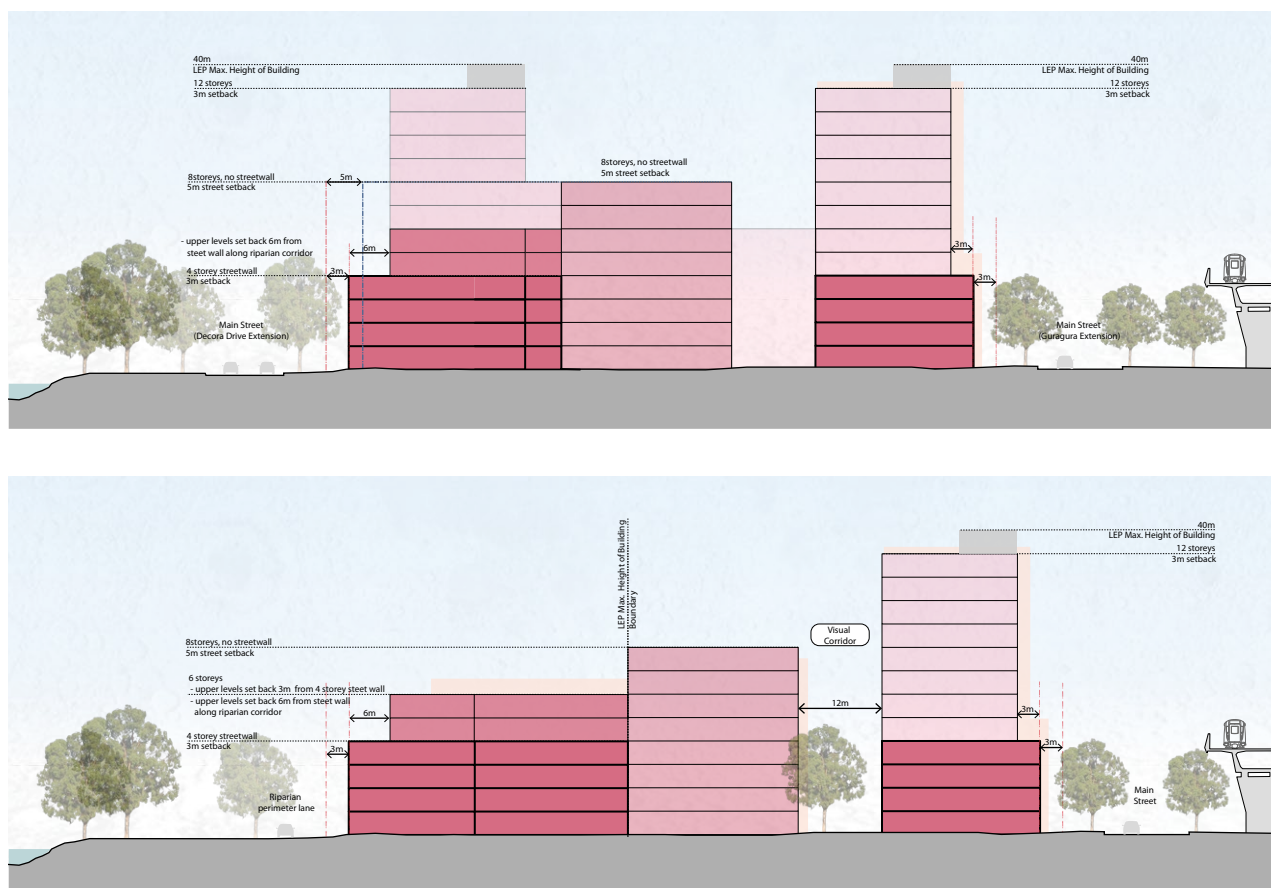 40m
LEP Max. Height of Building
12 storeys
3m setback
40m
LEP Max. Height of Building
12 storeys
3m setback
8storeys, no streetwall
5m street setback
8storeys, no streetwall
5m street setback
5m
- upper levels set back 6m from
steet wall along riparian corridor
6m
3m
4 storey streetwall
3m setback
3m
3m
Main Street
(Decora Drive Extension)
Main Street
(Guragura Extension)
LEP Max. Height of Building
Boundary
40m
LEP Max. Height of Building
12 storeys
3m setback
Visual
Corridor
8storeys, no streetwall
5m street setback
6 storeys
- upper levels set back 3m from 4 storey steet wall
- upper levels set back 6m from steet wall
along riparian corridor
6m
12m
3m
4 storey streetwall
3m setback
3m
3m
Riparian
perimeter lane
Main
Street